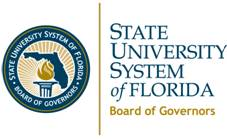 STATE UNIVERSITY SYSTEM OF FLORIDA
BOARD OF GOVERNORS
STATE
UNIVERSITY
SYSTEM
of FLORIDA
Board of Governors